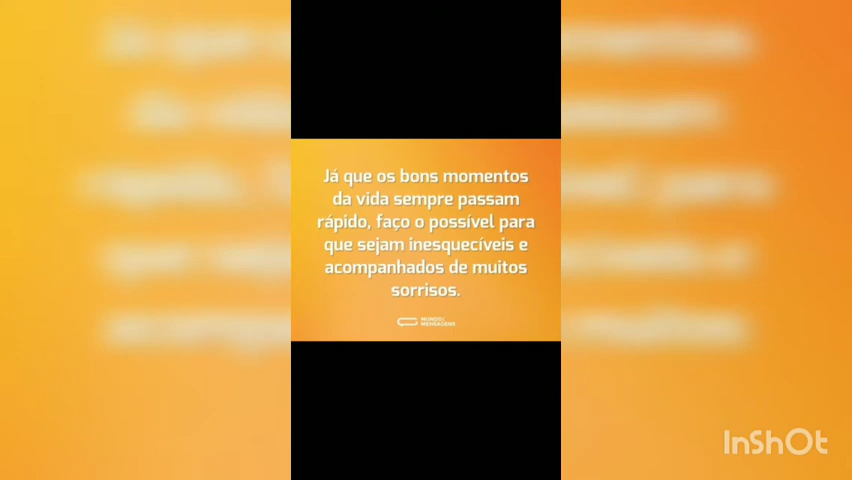 Já que os bons momentos
da vida sempre passam
rápido, faço o possível para
que sejam inesquecíveis e
acompanhados de muitos
sorrisos.
MUNDO DAS
MENSAGENS
InShOt